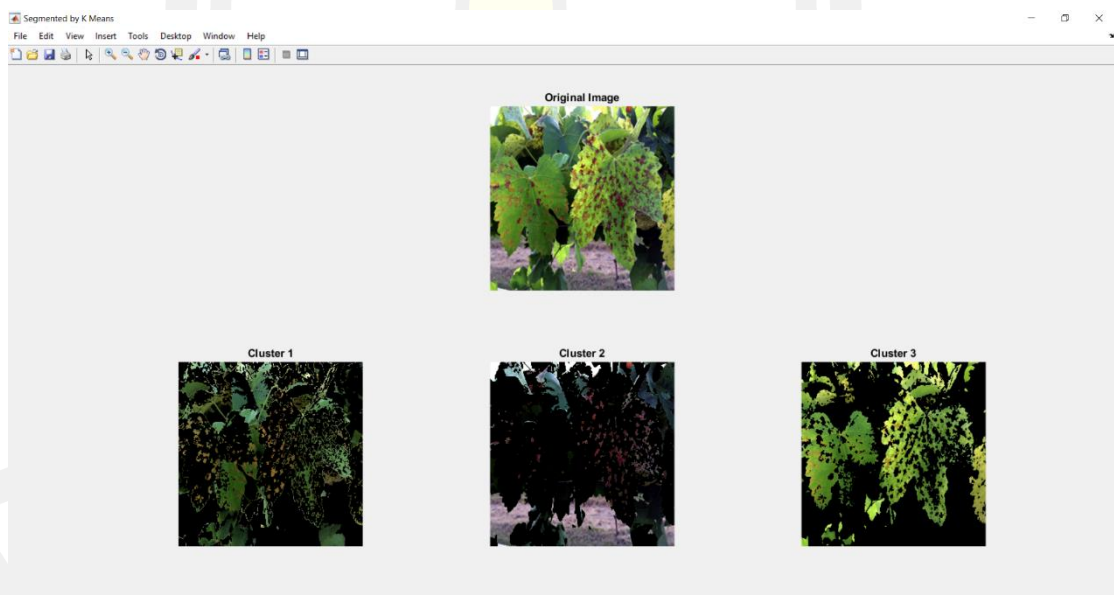 Segmented by K Means
File Edit View Insert Tools Desktop Window Help
Original Image
Cluster 1
Cluster 2
Cluster 3